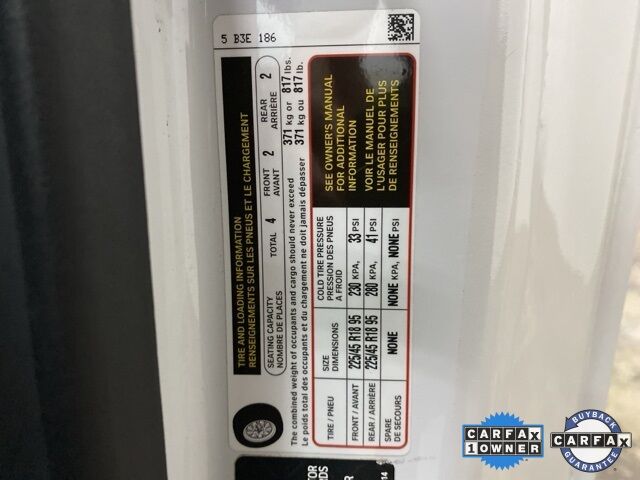 5 B3E 186
TIRE AND LOADING INFORMATION
RENSEIGNEMENTS SUR LES PNEUS ET LE CHARGEMENT
SEATING CAPACITY
NOMBRE DE PLACES
TOTAL 4
FRONT
AVANT 2
REAR
ARRIÈRE 2
The combined weight of occupants and cargo should never exceed 371 kg or 817 lbs.
Le poids total des occupants et du chargement ne doit jamais dépasser 371 kg ou 817 lb.
TIRE / PNEU
SIZE
DIMENSIONS
COLD TIRE PRESSURE
PRESSION DES PNEUS
A FROID
FRONT / AVANT 225/45 R18 95 230 KPA, 33 PSI
REAR / ARRIÈRE 225/45 R18 95 280 KPA, 41 PSI
SPARE
DE SECOURS
NONE
NONE KPA, NONE PSI
SEE OWNER'S MANUAL
FOR ADDITIONAL
INFORMATION
VOIR LE MANUEL DE
L'USAGER POUR PLUS
DE RENSEIGNEMENTS
14
CARFAX
1 OWNER
BUYBACK
CARFAX
GUARANTEE